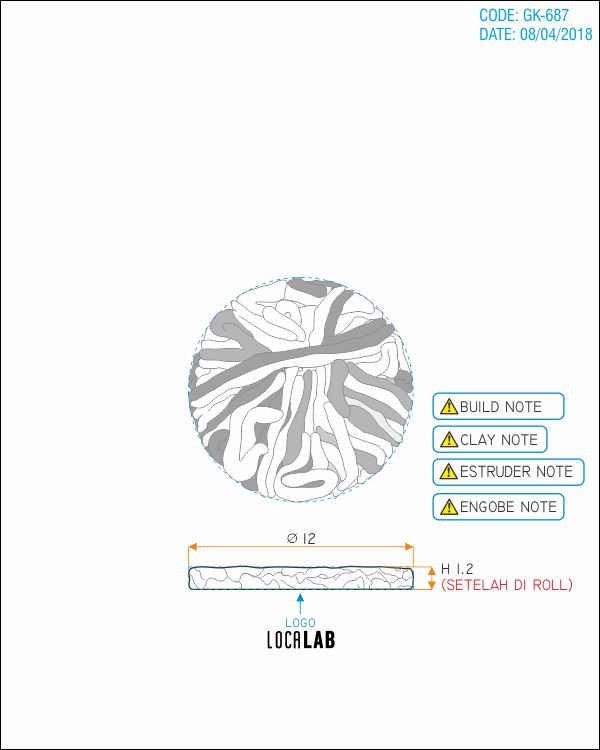 CODE: GK-687
DATE: 08/04/2018
BUILD NOTE
CLAY NOTE
ESTRUDER NOTE
ENGOBE NOTE
Ø 12
H 1.2
(SETELAH DI ROLL)
LOGO
LOCALAB